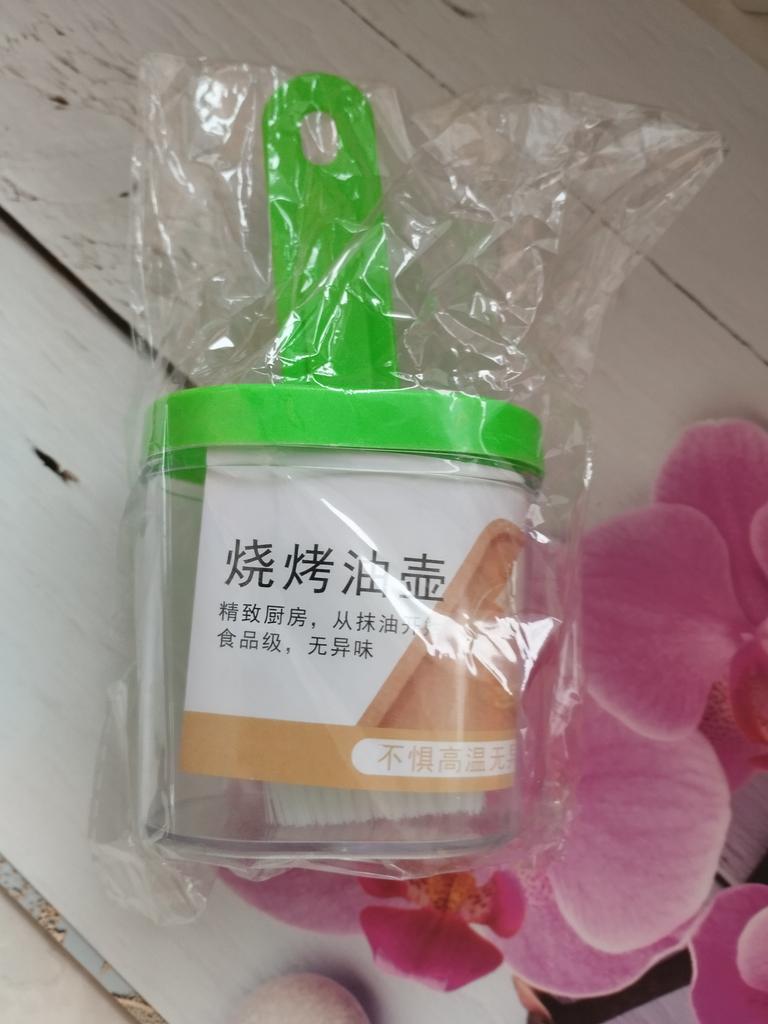 烧烤油壶
精致厨房，从抹油开
食品级，无异味
不惧高温无异